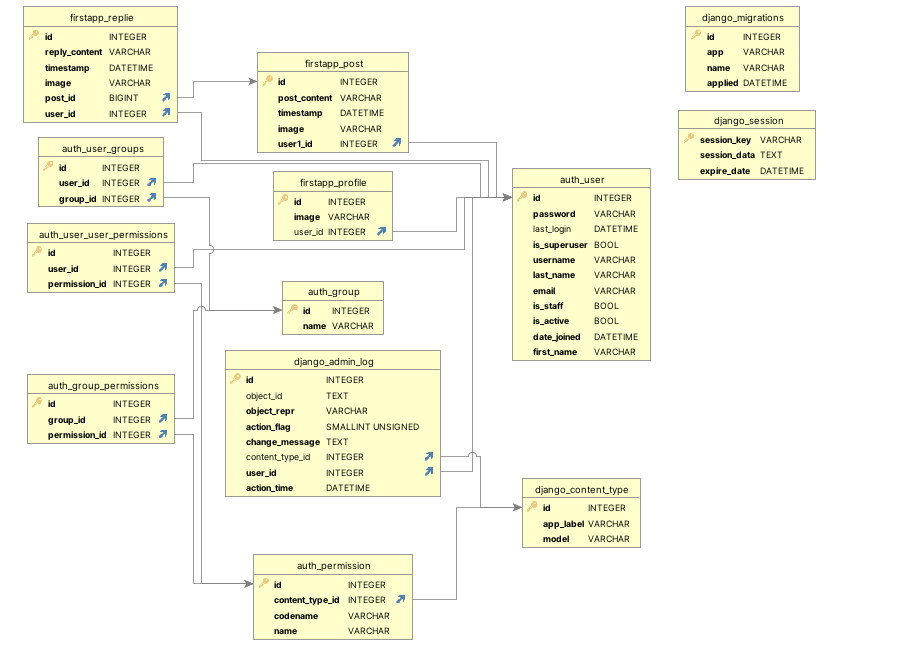 firstapp_replie
id INTEGER
reply_content VARCHAR
timestamp DATETIME
image VARCHAR
post_id BIGINT
user_id INTEGER
firstapp_post
id INTEGER
post_content VARCHAR
timestamp DATETIME
image VARCHAR
user1_id INTEGER
django_migrations
id INTEGER
app VARCHAR
name VARCHAR
applied DATETIME
django_session
session_key VARCHAR
session_data TEXT
expire_date DATETIME
auth_user_groups
id INTEGER
user_id INTEGER
group_id INTEGER
firstapp_profile
id INTEGER
image VARCHAR
user_id INTEGER
auth_user
id INTEGER
password VARCHAR
last_login DATETIME
is_superuser BOOL
username VARCHAR
last_name VARCHAR
email VARCHAR
is_staff BOOL
is_active BOOL
date_joined DATETIME
first_name VARCHAR
auth_user_user_permissions
id INTEGER
user_id INTEGER
permission_id INTEGER
auth_group
id INTEGER
name VARCHAR
django_admin_log
id INTEGER
object_id TEXT
object_repr VARCHAR
action_flag SMALLINT UNSIGNED
change_message TEXT
content_type_id INTEGER
user_id INTEGER
action_time DATETIME
auth_group_permissions
id INTEGER
group_id INTEGER
permission_id INTEGER
django_content_type
id INTEGER
app_label VARCHAR
model VARCHAR
auth_permission
id INTEGER
content_type_id INTEGER
codename VARCHAR
name VARCHAR